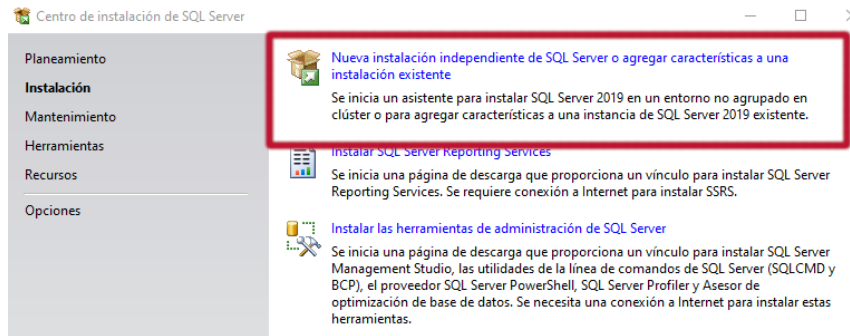 Centro de instalación de SQL Server
Planeamiento
Instalación
Mantenimiento
Herramientas
Recursos
Opciones
Nueva instalación independiente de SQL Server o agregar características a una
instalación existente
Se inicia un asistente para instalar SQL Server 2019 en un entorno no agrupado en
clúster o para agregar características a una instancia de SQL Server 2019 existente.
Instalar SQL Server Reporting Services
Se inicia una página de descarga que proporciona un vínculo para instalar SQL Server
Reporting Services. Se requiere conexión a Internet para instalar SSRS.
Instalar las herramientas de administración de SQL Server
Se inicia una página de descarga que proporciona un vínculo para instalar SQL Server
Management Studio, las utilidades de la línea de comandos de SQL Server (SQLCMD y
BCP), el proveedor SQL Server PowerShell, SQL Server Profiler y Asesor de
optimización de base de datos. Se necesita una conexión a Internet para instalar estas
herramientas.